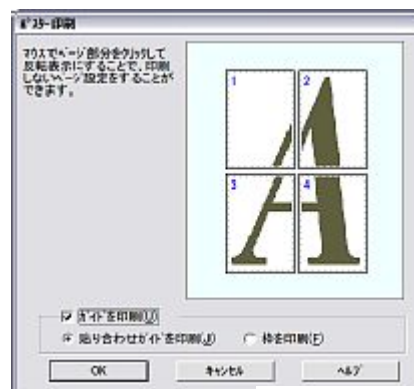 ﾎﾟｽﾀｰ印刷
ﾏｳｽでﾍﾟｰｼﾞ部分をｸﾘｯｸして
反転表示にすることで、印刷
しないﾍﾟｰｼﾞ設定をすることが
できます。
1 2
3 4
A
ｶﾞｲﾄﾞを印刷(U)
貼り合わせｶﾞｲﾄﾞを印刷(J) 枠を印刷(F)
OK ｷｬﾝｾﾙ ﾍﾙﾌﾟ